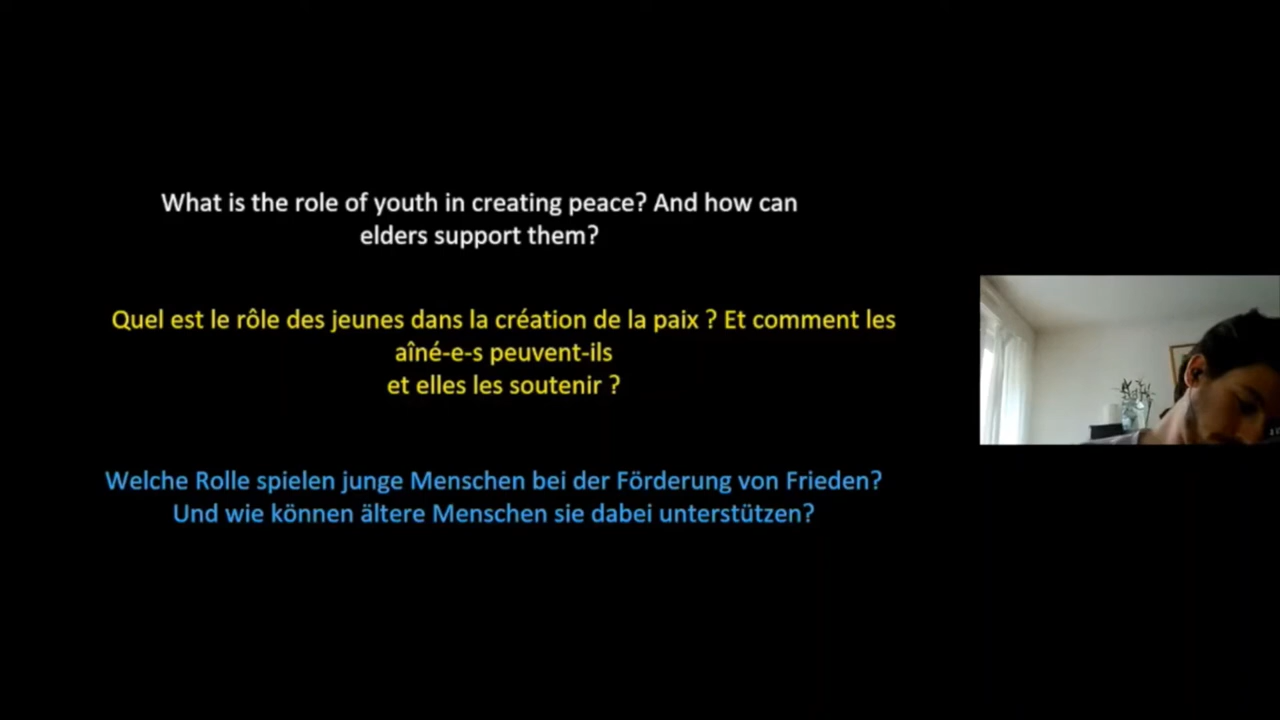 What is the role of youth in creating peace? And how can
elders support them?
Quel est le rôle des jeunes dans la création de la paix ? Et comment les
aîné-e-s peuvent-ils
et elles les soutenir ?
Welche Rolle spielen junge Menschen bei der Förderung von Frieden?
Und wie können ältere Menschen sie dabei unterstützen?